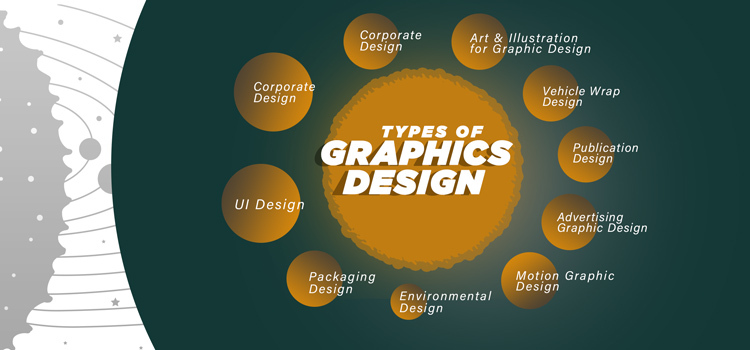 Corporate
Design
Art & Illustration
for Graphic Design
Corporate
Design
Vehicle Wrap
Design
TYPES OF
GRAPHICS
DESIGN
Publication
Design
UI Design
Advertising
Graphic Design
Packaging
Design
Motion Graphic
Design
Environmental
Design